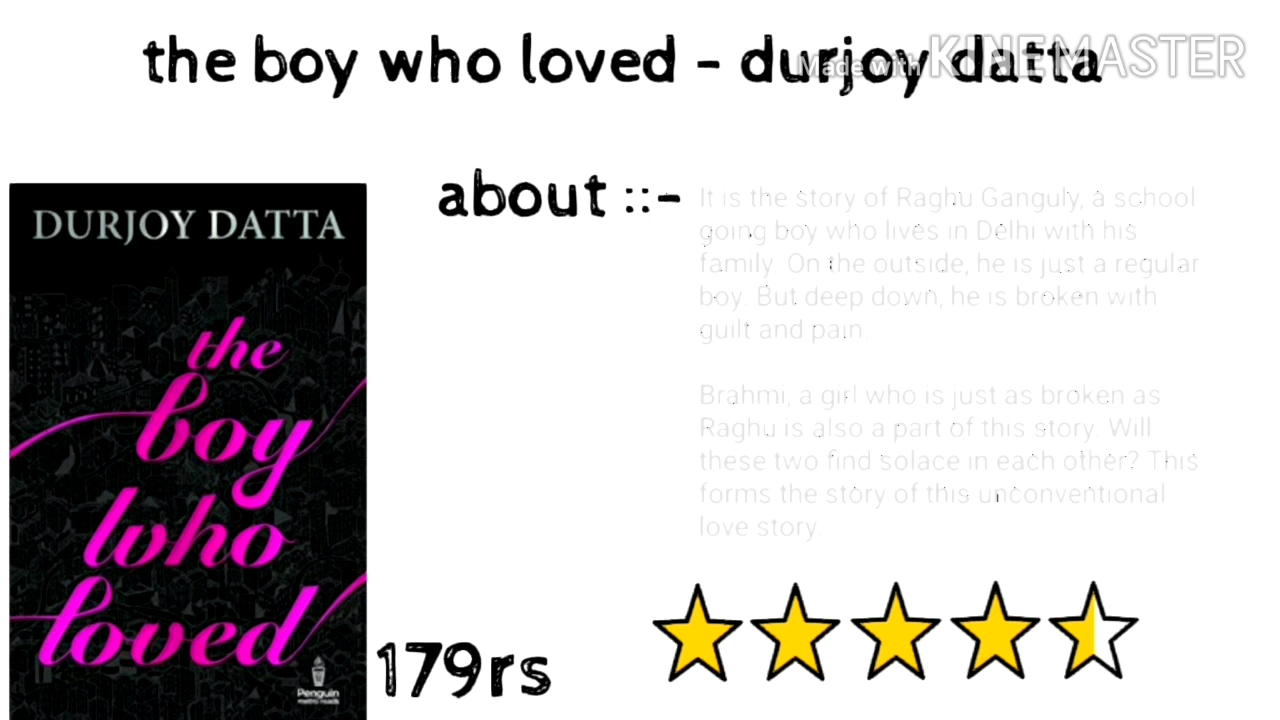 the boy who loved - durjoy datta
Made with KINEMASTER
about ::-
It is the story of Raghu Ganguly, a school
going boy who lives in Delhi with his
family. On the outside, he is just a regular
boy. But deep down, he is broken with
guilt and pain.
Brahmi, a girl who is just as broken as
Raghu is also a part of this story. Will
these two find solace in each other? This
forms the story of this unconventional
love story.
DURJOY DATTA
the
boy
who
loved
Penguin
metro reads
179rs